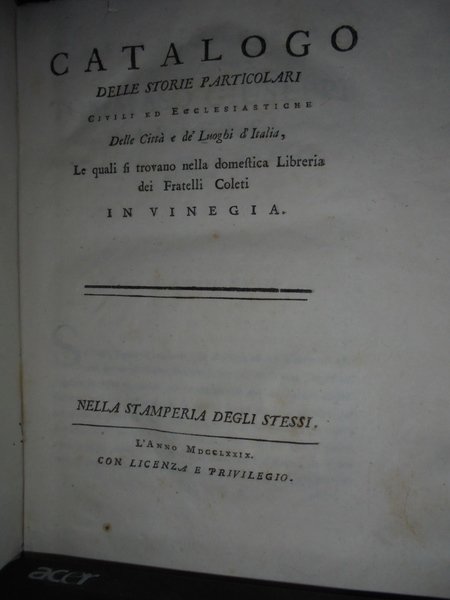 CATALOGO
DELLE STORIE PARTICOLARI
CIVILI ED ECCLESIASTICHE
Delle Città e de' Luoghi d'Italia,
Le quali ſi trovano nella domeſtica Libreria
dei Fratelli Coleti
IN VINEGIA.
NELLA STAMPERIA DEGLI STESSI.
L'ANNO MDCCLXXIX.
CON LICENZA E PRIVILEGIO.
acer